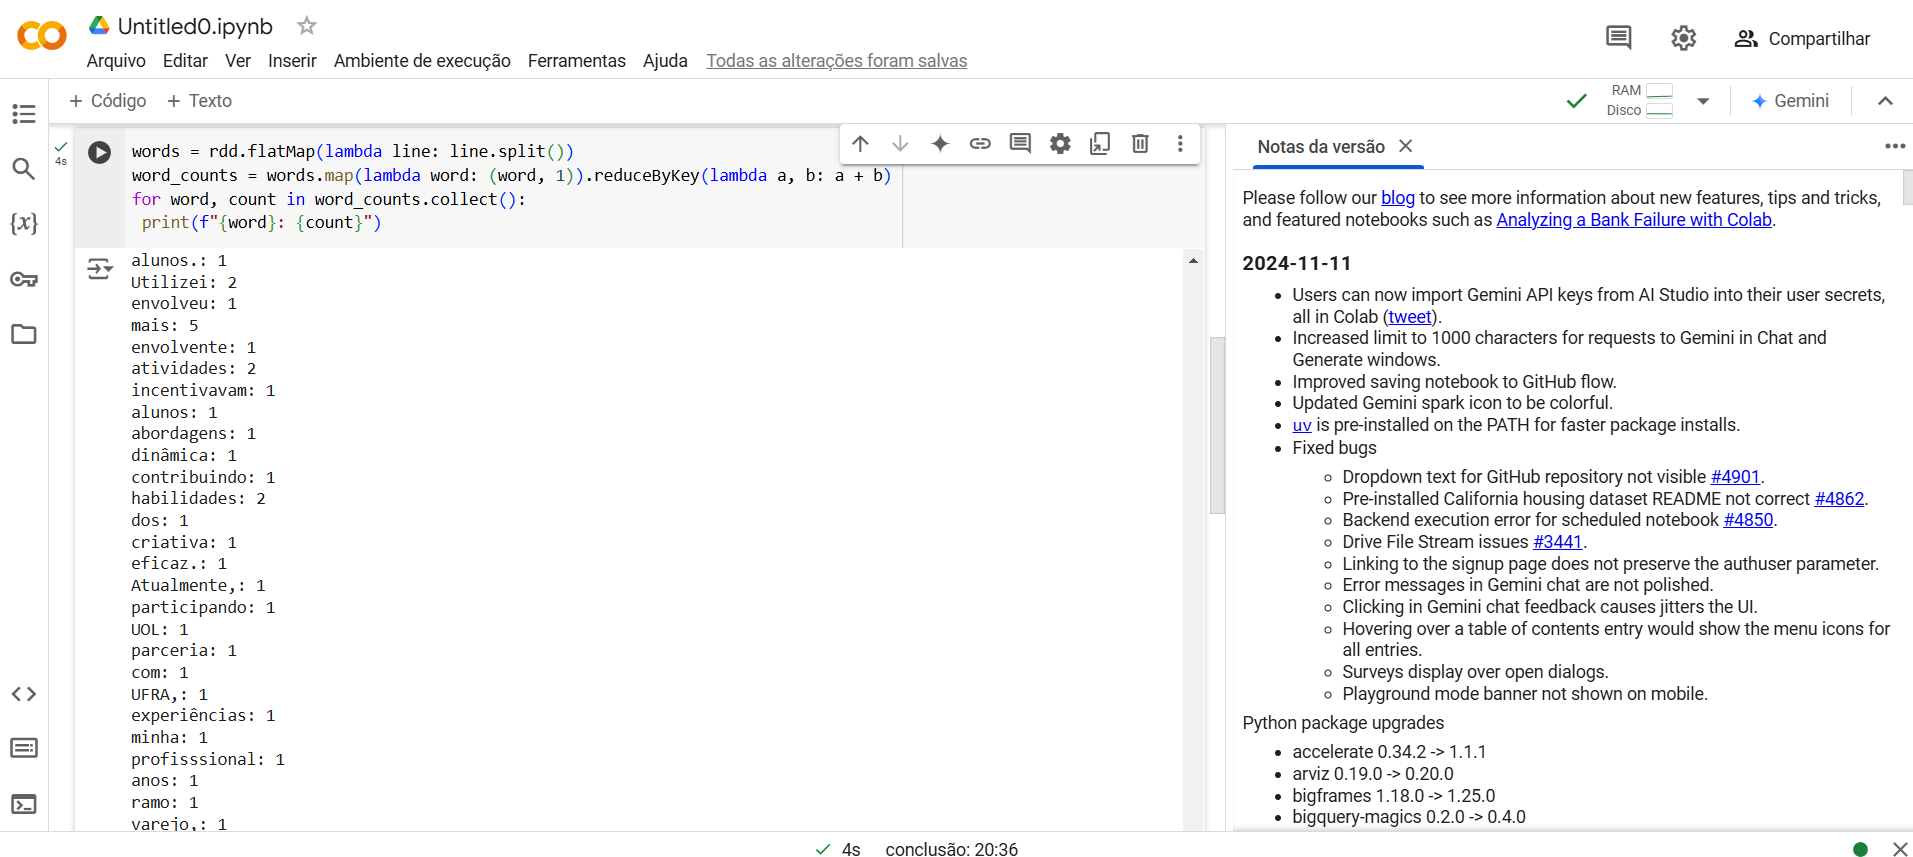 Untitled0.ipynb
Arquivo Editar Ver Inserir Ambiente de execução Ferramentas Ajuda Todas as alterações foram salvas
Compartilhar
+ Código + Texto
RAM
Disco
Gemini
4s
words = rdd.flatMap(lambda line: line.split())
word_counts = words.map(lambda word: (word, 1)).reduceByKey(lambda a, b: a + b)
for word, count in word_counts.collect():
print(f"{word}: {count}")
alunos.: 1
Utilizei: 2
envolveu: 1
mais: 5
envolvente: 1
atividades: 2
incentivavam: 1
alunos: 1
abordagens: 1
dinâmica: 1
contribuindo: 1
habilidades: 2
dos: 1
criativa: 1
eficaz.: 1
Atualmente,: 1
participando: 1
UOL: 1
parceria: 1
com: 1
UFRA,: 1
experiências: 1
minha: 1
profisssional: 1
anos: 1
ramo: 1
varejo,: 1
Notas da versão
Please follow our blog to see more information about new features, tips and tricks,
and featured notebooks such as Analyzing a Bank Failure with Colab.
2024-11-11
• Users can now import Gemini API keys from AI Studio into their user secrets,
all in Colab (tweet).
• Increased limit to 1000 characters for requests to Gemini in Chat and
Generate windows.
• Improved saving notebook to GitHub flow.
• Updated Gemini spark icon to be colorful.
• uv is pre-installed on the PATH for faster package installs.
• Fixed bugs
◦ Dropdown text for GitHub repository not visible #4901.
◦ Pre-installed California housing dataset README not correct #4862.
◦ Backend execution error for scheduled notebook #4850.
◦ Drive File Stream issues #3441.
◦ Linking to the signup page does not preserve the authuser parameter.
◦ Error messages in Gemini chat are not polished.
◦ Clicking in Gemini chat feedback causes jitters the UI.
◦ Hovering over a table of contents entry would show the menu icons for
all entries.
◦ Surveys display over open dialogs.
◦ Playground mode banner not shown on mobile.
Python package upgrades
• accelerate 0.34.2 -> 1.1.1
• arviz 0.19.0 -> 0.20.0
• bigframes 1.18.0 -> 1.25.0
• bigquery-magics 0.2.0 -> 0.4.0
4s conclusão: 20:36